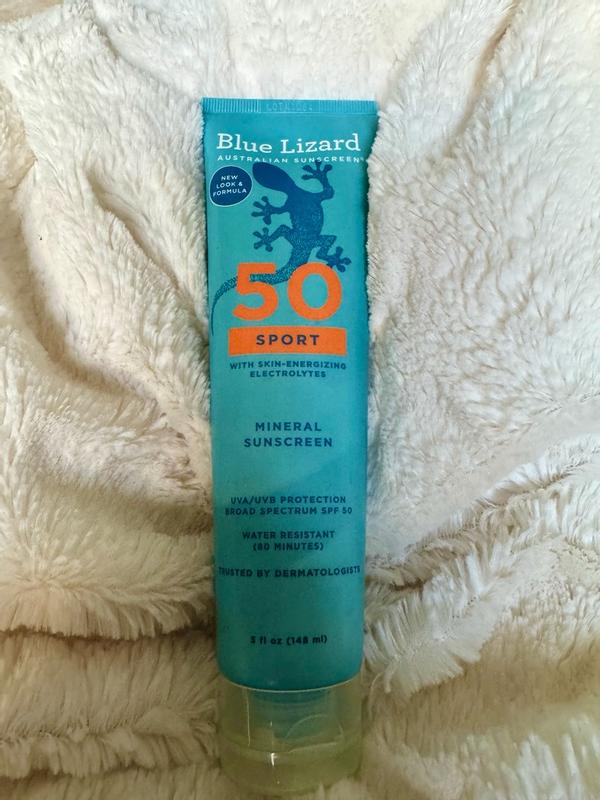 Blue Lizard
AUSTRALIAN SUNSCREEN®
NEW
LOOK &
FORMULA
50
SPORT
WITH SKIN-ENERGIZING
ELECTROLYTES
MINERAL
SUNSCREEN
UVA/UVB PROTECTION
BROAD SPECTRUM SPF 50
WATER RESISTANT
(80 MINUTES)
TRUSTED BY DERMATOLOGISTS
5 fl oz (148 ml)